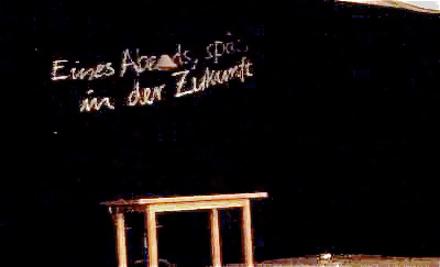 Eines Abends, spät
in der Zukunft